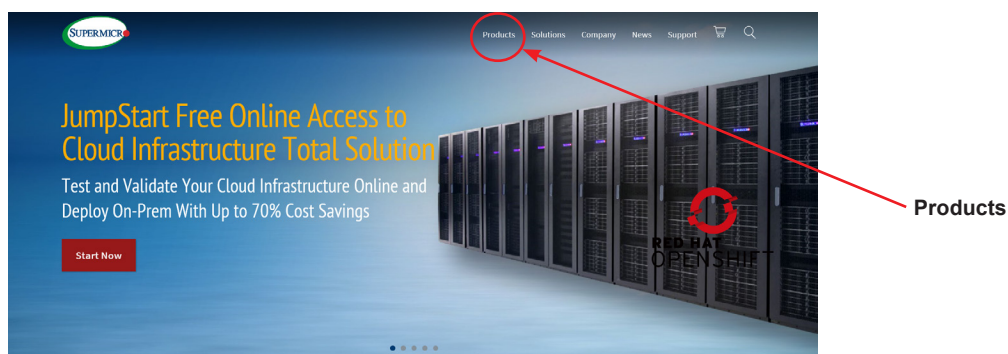 SUPERMICR
Products Solutions Company News Support
JumpStart Free Online Access to
Cloud Infrastructure Total Solution
Test and Validate Your Cloud Infrastructure Online and
Deploy On-Prem With Up to 70% Cost Savings
Products
RED HAT
OPENSHIFT
Start Now